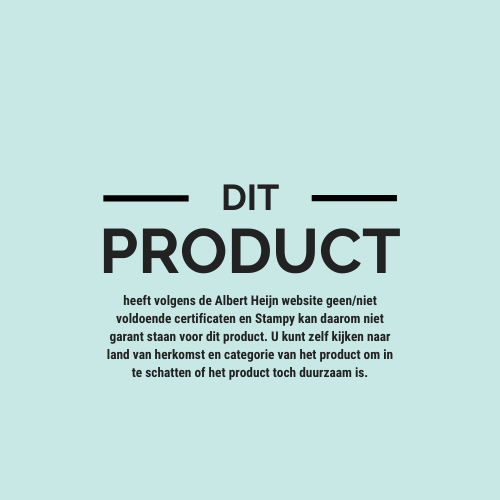 DIT
PRODUCT
heeft volgens de Albert Heijn website geen/niet
voldoende certificaten en Stampy kan daarom niet
garant staan voor dit product. U kunt zelf kijken naar
land van herkomst en categorie van het product om in
te schatten of het product toch duurzaam is.